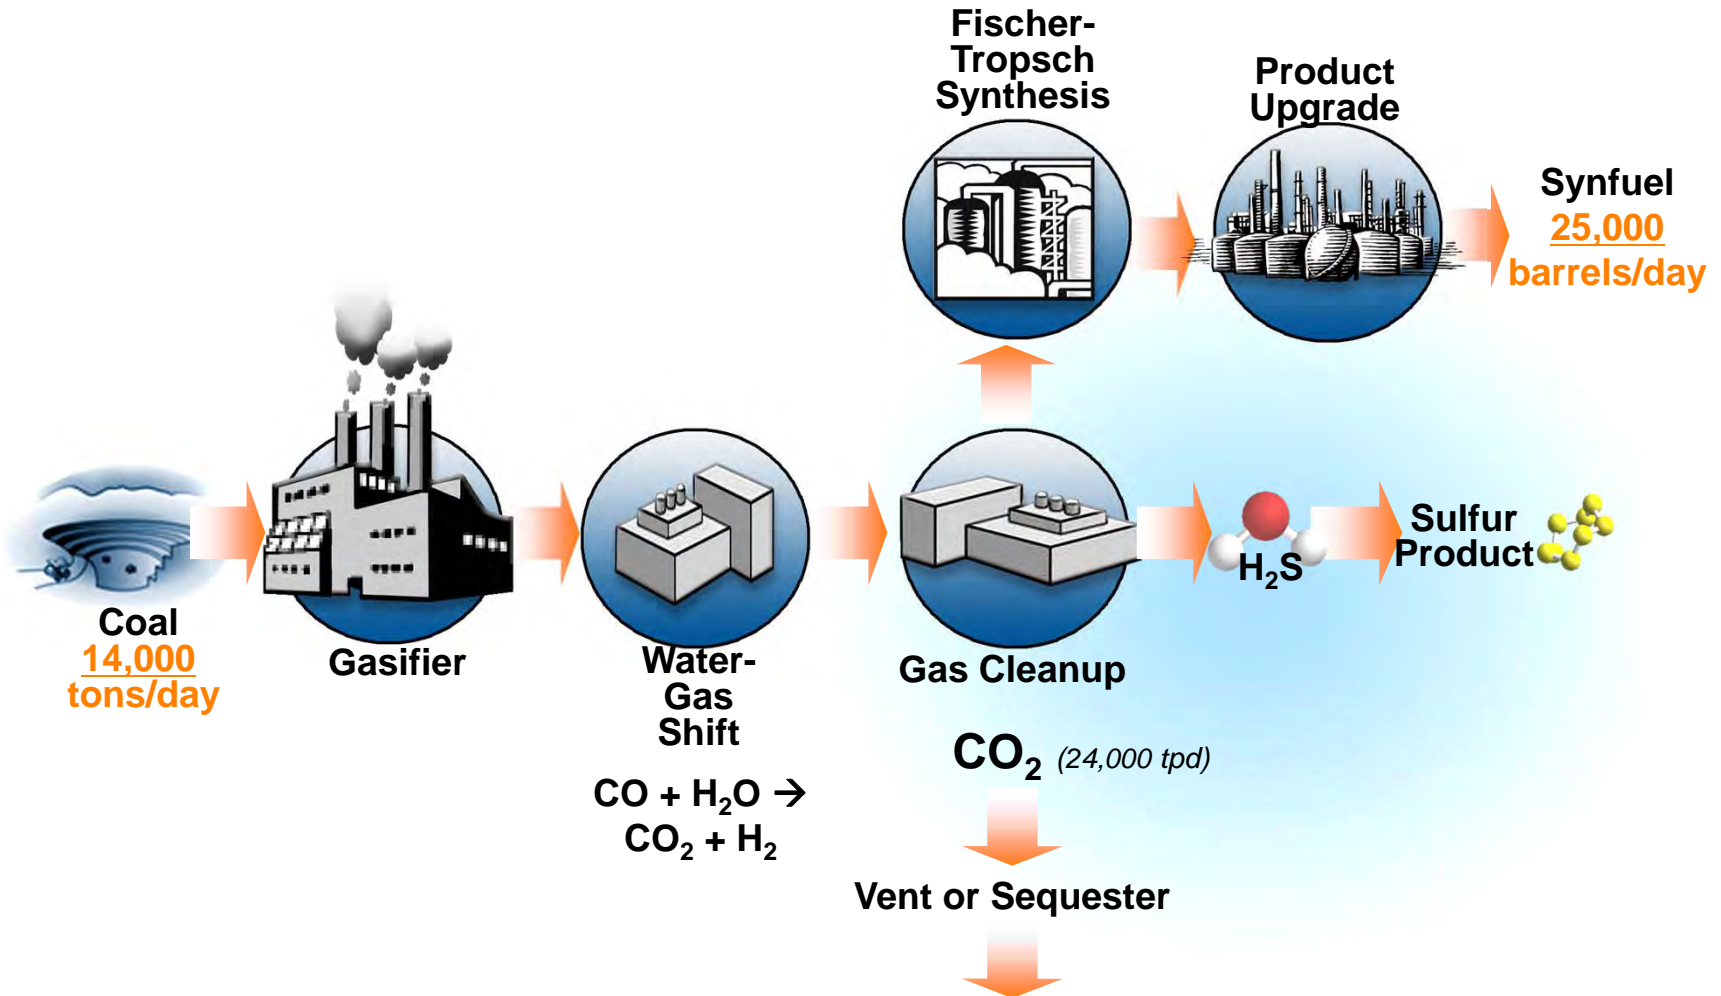 Fischer-
Tropsch
Synthesis
Product
Upgrade
Synfuel
25,000
barrels/day
Coal
14,000
tons/day
Gasifier
Water-
Gas
Shift
CO + H₂O →
CO₂ + H₂
Gas Cleanup
H₂S
Sulfur
Product
CO₂ (24,000 tpd)
Vent or Sequester